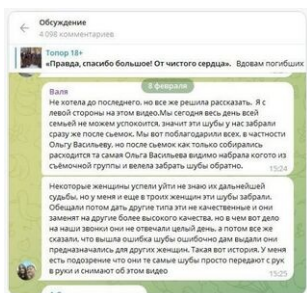 Обсуждение
4 098 комментариев
Топор 18+
«Правда, спасибо большое! От чистого сердца». Вдовам погибших
8 февраля
Валя
Не хотела до последнего, но все же решила рассказать. Я с
левой стороны на этом видео.Мы сегодня весь день всей
семьей не можем успокоится, значит эти шубы у нас забрали
сразу же после сьемок. Мы вот поблагодарили всех, в частности
Ольгу Васильеву, но после сьемок как только собирались
расходится та самая Ольга Васильева видимо набрала когото из
съёмочной группы и велела забрать шубы обратно.
15:24
Некоторые женщины успели уйти не знаю их дальнейшей
судьбы, но у меня и еще в троих женщин эти шубы забрали.
Обещали потом дать другие типа эти не качественные и они
заменят на другие более высокого качества, но в чем вот дело
на наши звонки они не отвечали целый день, а потом все же
сказали, что вышла ошибка шубы ошибочно дам выдали они
предназначались для других женщин. Такая вот история. У меня
есть подозрение что они те самые шубы просто передают с рук
в руки и снимают об этом видео
15:25